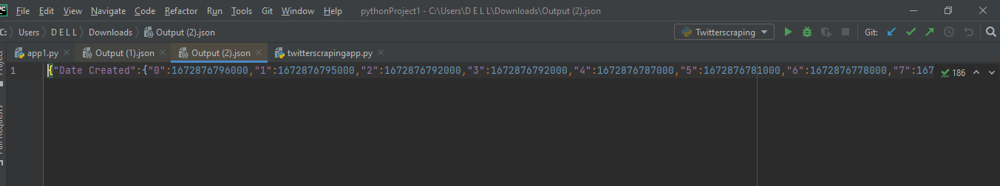 PC File Edit View Navigate Code Refactor Run Tools Git Window Help pythonProject1 - C:\Users\D E L L\Downloads\Output (2).json
C: Users D E L L Downloads Output (2).json Twitterscraping Git:
app1.py Output (1).json Output (2).json twitterscrapingapp.py
Project
1 {"Date Created":{"0":1672876796000,"1":1672876795000,"2":1672876792000,"3":1672876792000,"4":1672876787000,"5":1672876781000,"6":1672876778000,"7":167 186
Pull Requests